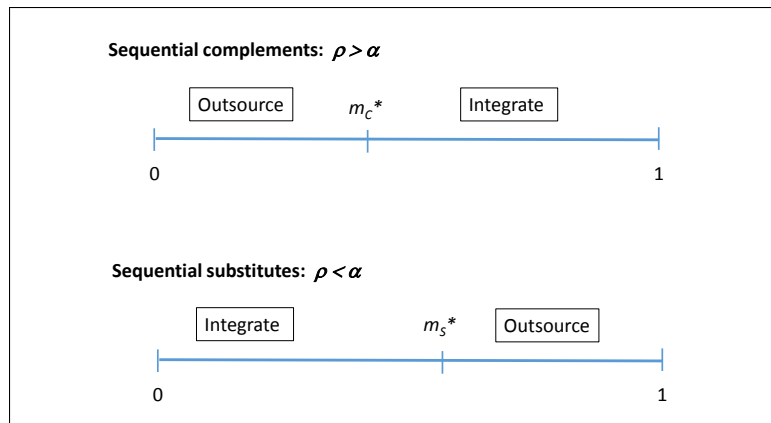 Sequential complements: ρ > α
Outsource m_C* Integrate
0 1
Sequential substitutes: ρ < α
Integrate m_S* Outsource
0 1